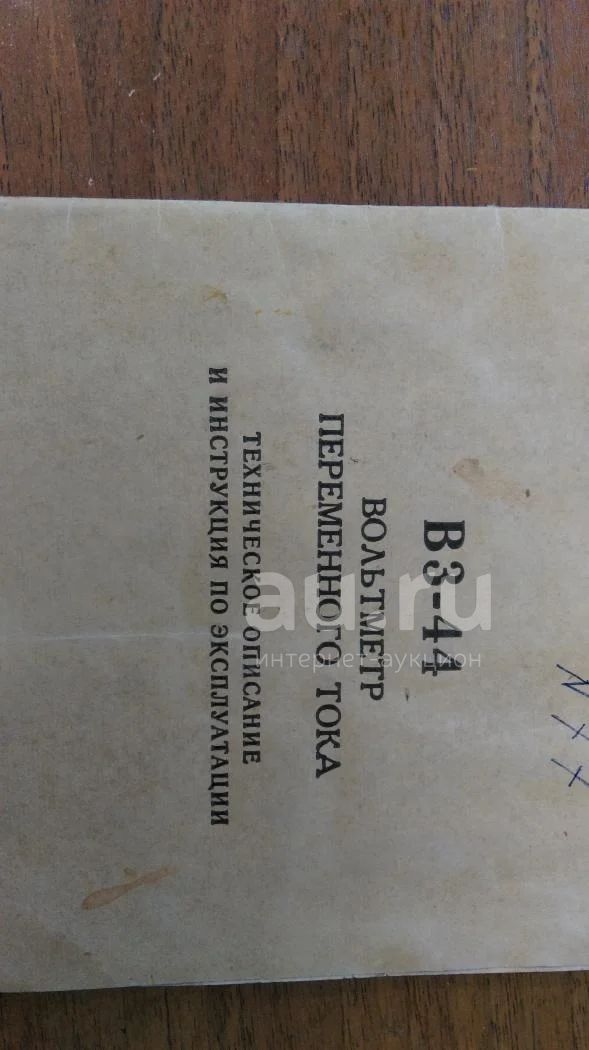 В3-44
ВОЛЬТМЕТР
ПЕРЕМЕННОГО ТОКА
ТЕХНИЧЕСКОЕ ОПИСАНИЕ
И ИНСТРУКЦИЯ ПО ЭКСПЛУАТАЦИИ
au.ru
интернет-аукцион